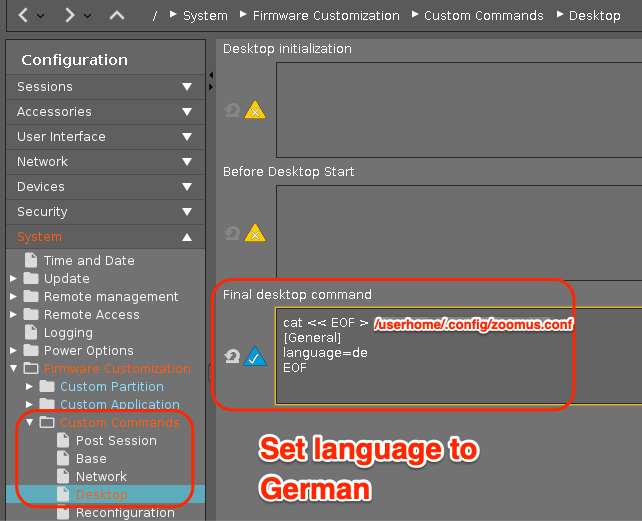 / ▸ System ▸ Firmware Customization ▸ Custom Commands ▸ Desktop
Configuration
Sessions
Accessories
User Interface
Network
Devices
Security
System
Time and Date
Update
Remote management
Remote Access
Logging
Power Options
Firmware Customization
Custom Partition
Custom Application
Custom Commands
Post Session
Base
Network
Desktop
Reconfiguration
Desktop initialization
Before Desktop Start
Final desktop command
cat << EOF > /userhome/.config/zoomus.conf
[General]
language=de
EOF
Set language to
German